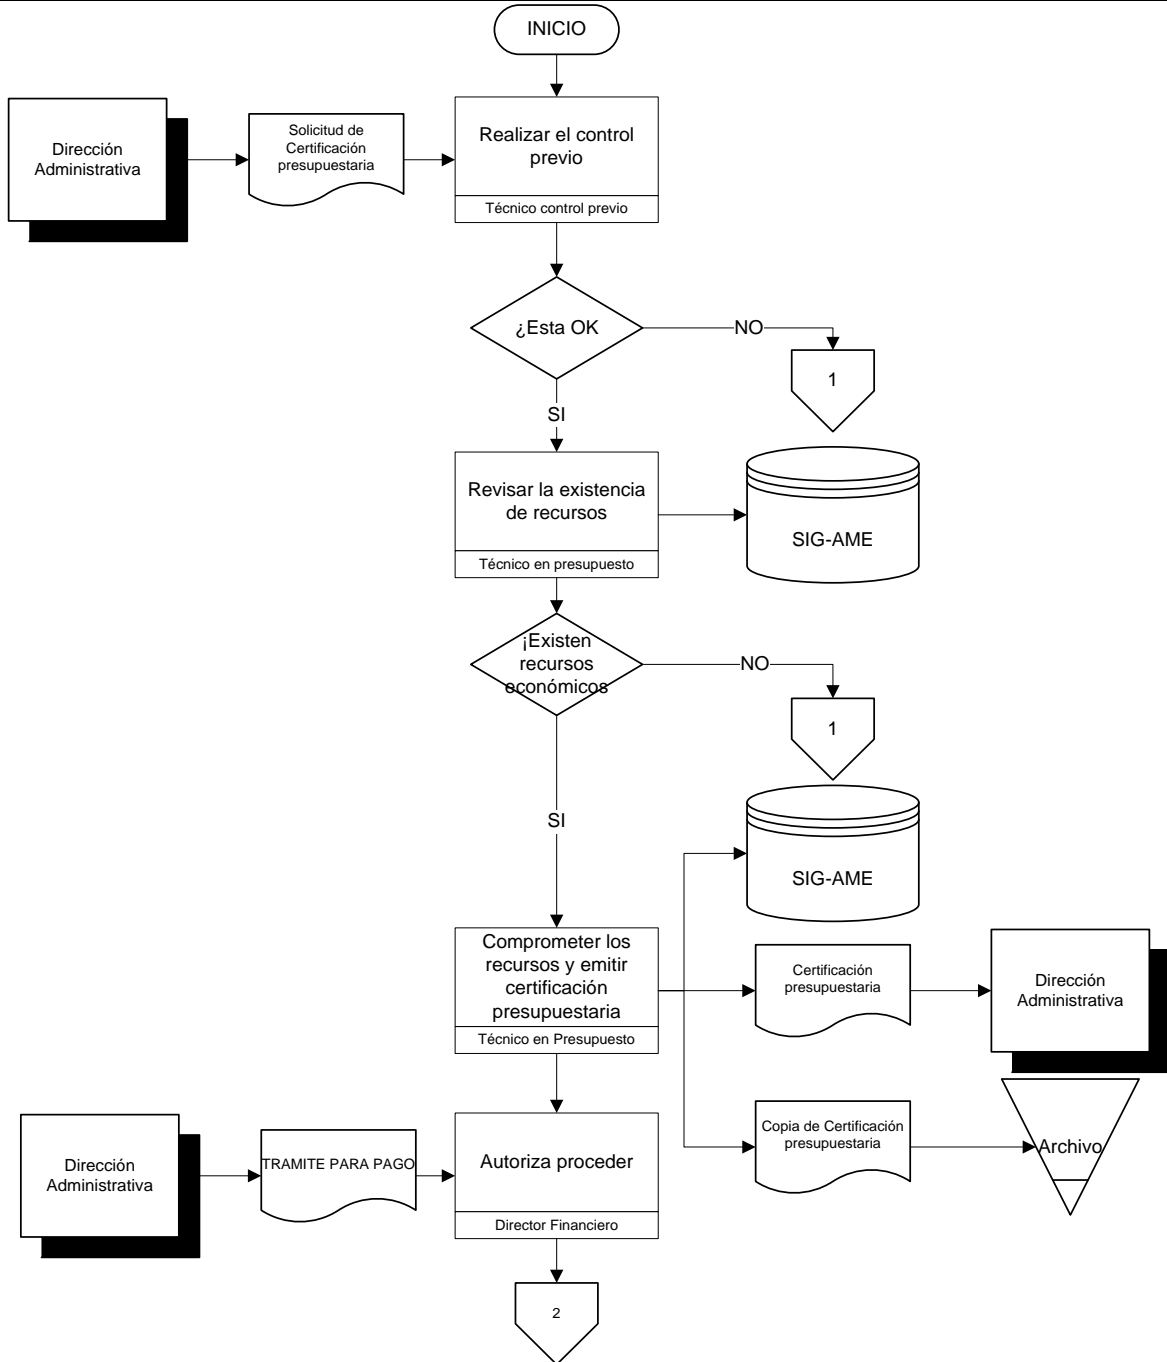 INICIO
Dirección
Administrativa
Solicitud de
Certificación
presupuestaria
Realizar el control
previo
Técnico control previo
¿Esta OK
NO
1
SI
Revisar la existencia
de recursos
Técnico en presupuesto
SIG-AME
¡Existen
recursos
económicos
NO
1
SI
SIG-AME
Comprometer los
recursos y emitir
certificación
presupuestaria
Técnico en Presupuesto
Certificación
presupuestaria
Dirección
Administrativa
Copia de Certificación
presupuestaria
Archivo
Dirección
Administrativa
TRAMITE PARA PAGO
Autoriza proceder
Director Financiero
2